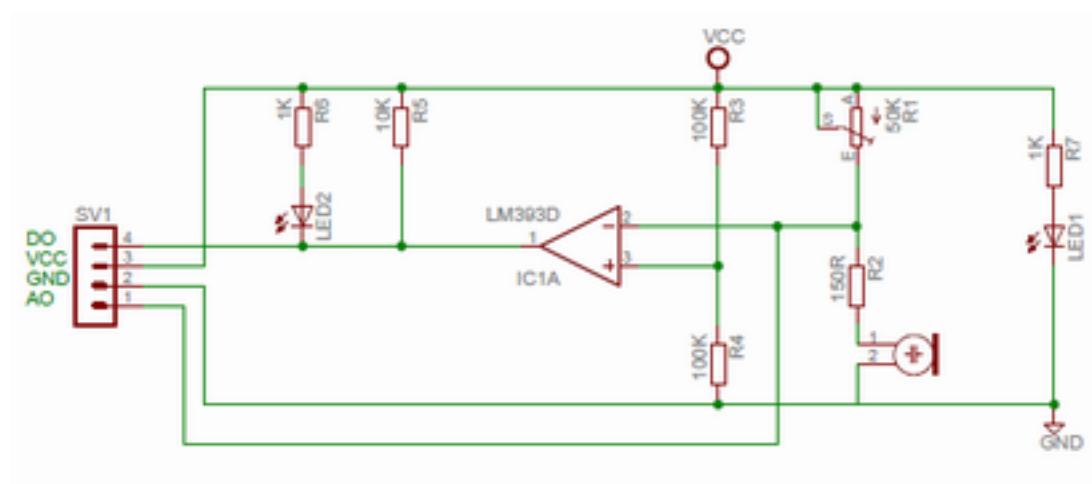 VCC
1K
R6
10K
R5
100K
R3
S
A
E
50K
R1
1K
R7
LED2
LED1
SV1
DO
VCC
GND
AO
4
3
2
1
LM393D
1
2
-
3
+
IC1A
150R
R2
100K
R4
1
2
GND